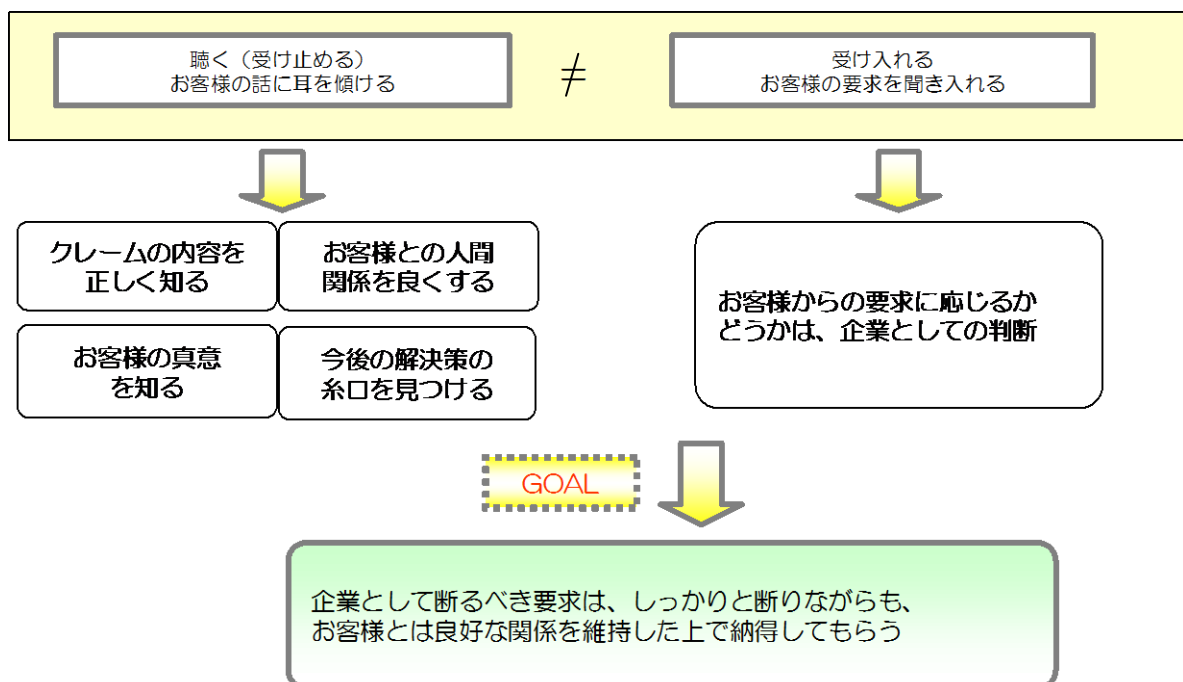 聴く（受け止める）
お客様の話に耳を傾ける
≠
受け入れる
お客様の要求を聞き入れる
クレームの内容を
正しく知る
お客様との人間
関係を良くする
お客様の真意
を知る
今後の解決策の
糸口を見つける
お客様からの要求に応じるか
どうかは、企業としての判断
GOAL
企業として断るべき要求は、しっかりと断りながらも、
お客様とは良好な関係を維持した上で納得してもらう